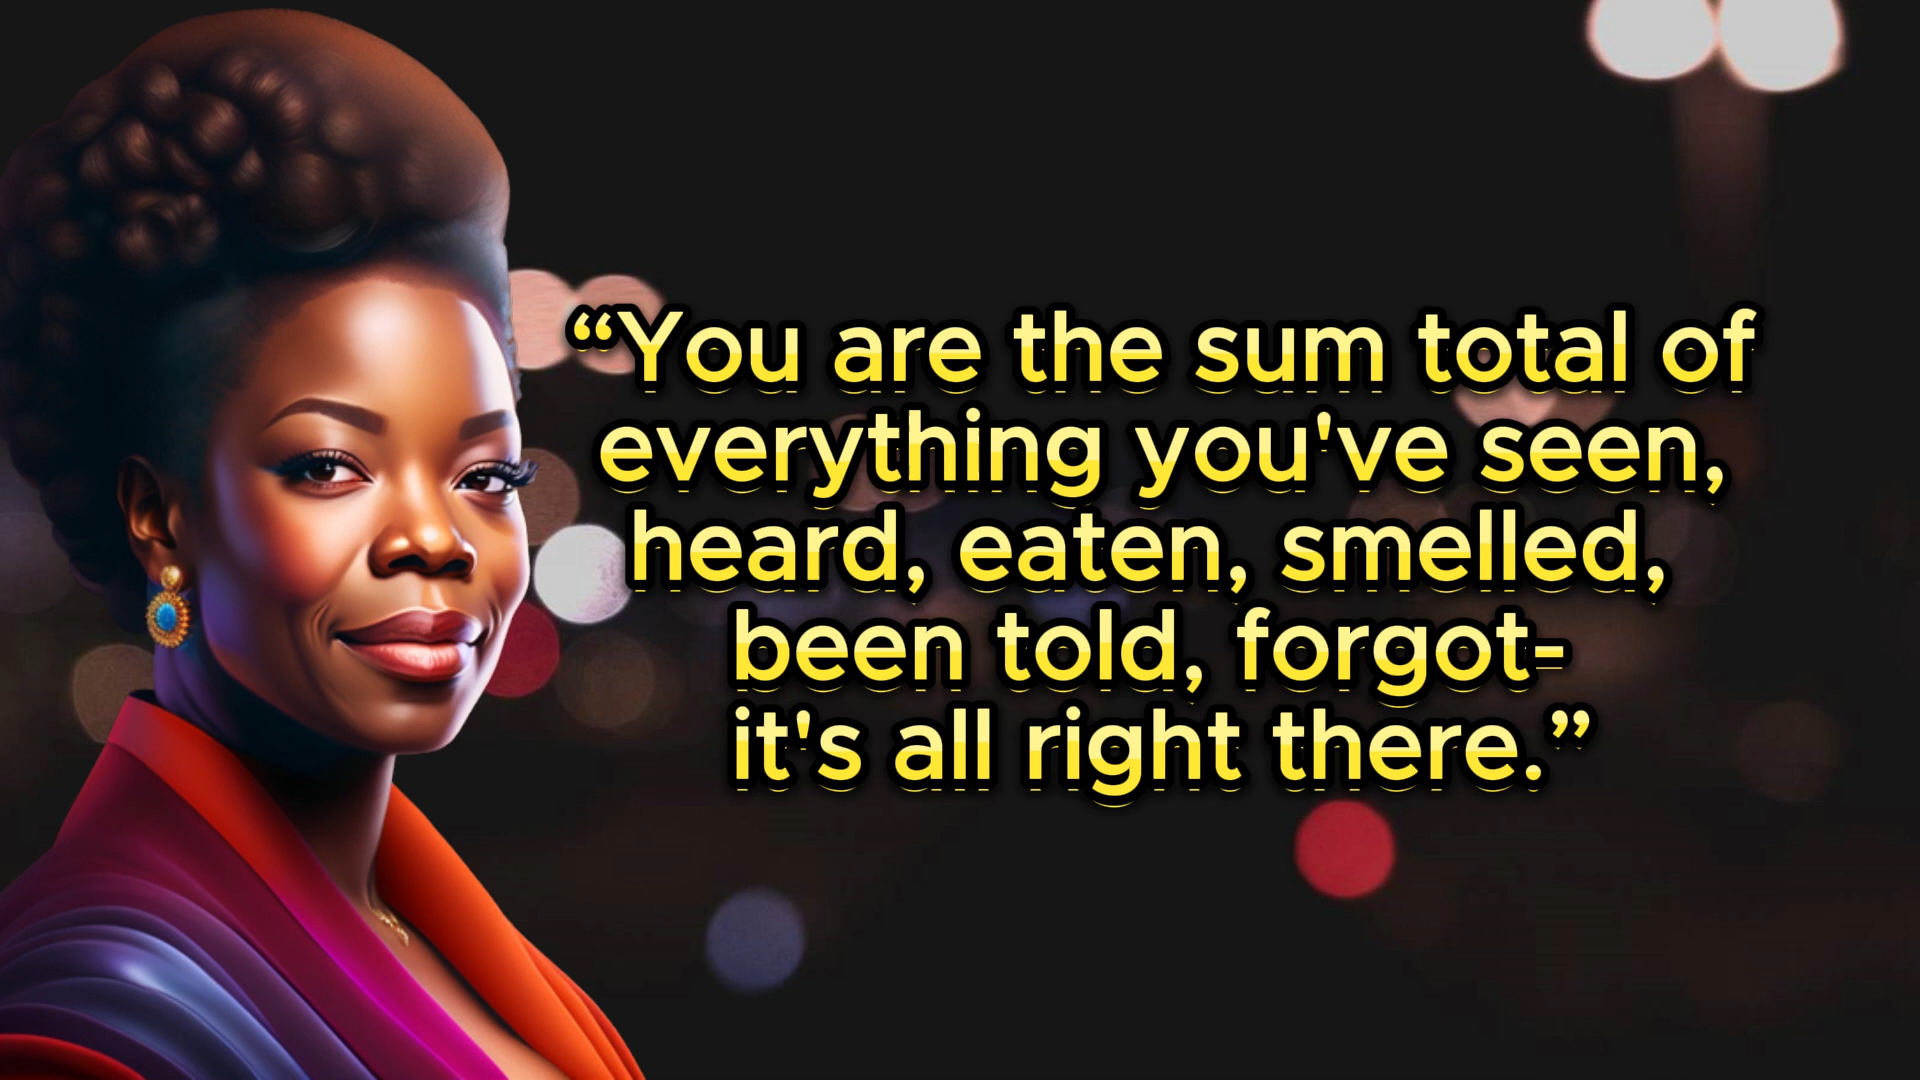 “You are the sum total of
everything you've seen,
heard, eaten, smelled,
been told, forgot-
it's all right there.”